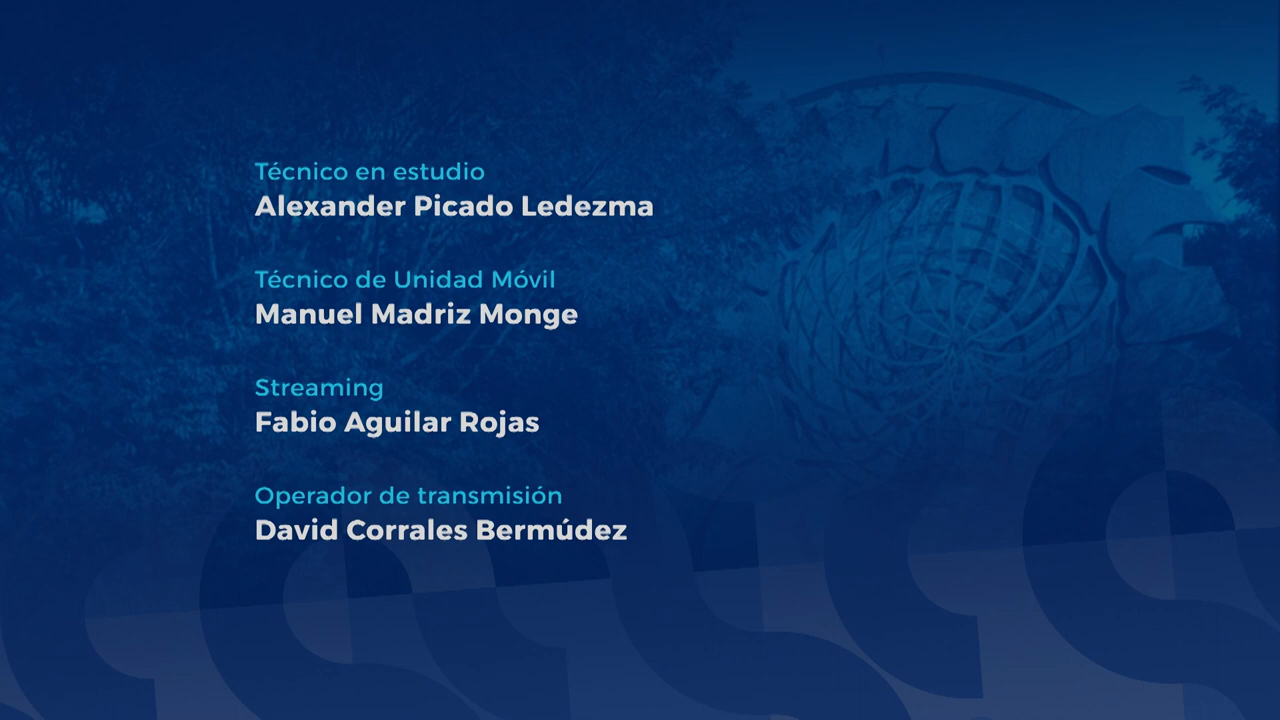 Técnico en estudio
Alexander Picado Ledezma
Técnico de Unidad Móvil
Manuel Madriz Monge
Streaming
Fabio Aguilar Rojas
Operador de transmisión
David Corrales Bermúdez